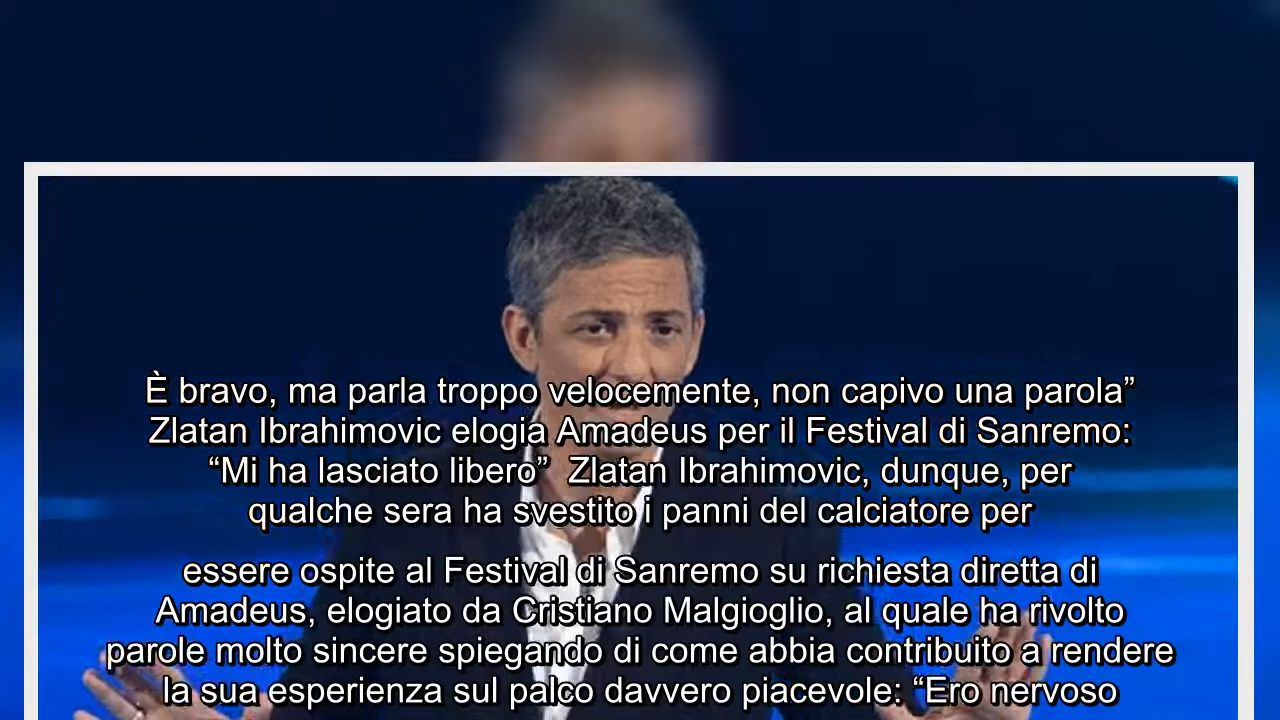 È bravo, ma parla troppo velocemente, non capivo una parola”
Zlatan Ibrahimovic elogia Amadeus per il Festival di Sanremo:
“Mi ha lasciato libero”  Zlatan Ibrahimovic, dunque, per
qualche sera ha svestito i panni del calciatore per
essere ospite al Festival di Sanremo su richiesta diretta di
Amadeus, elogiato da Cristiano Malgioglio, al quale ha rivolto
parole molto sincere spiegando di come abbia contribuito a rendere
la sua esperienza sul palco davvero piacevole: “Ero nervoso